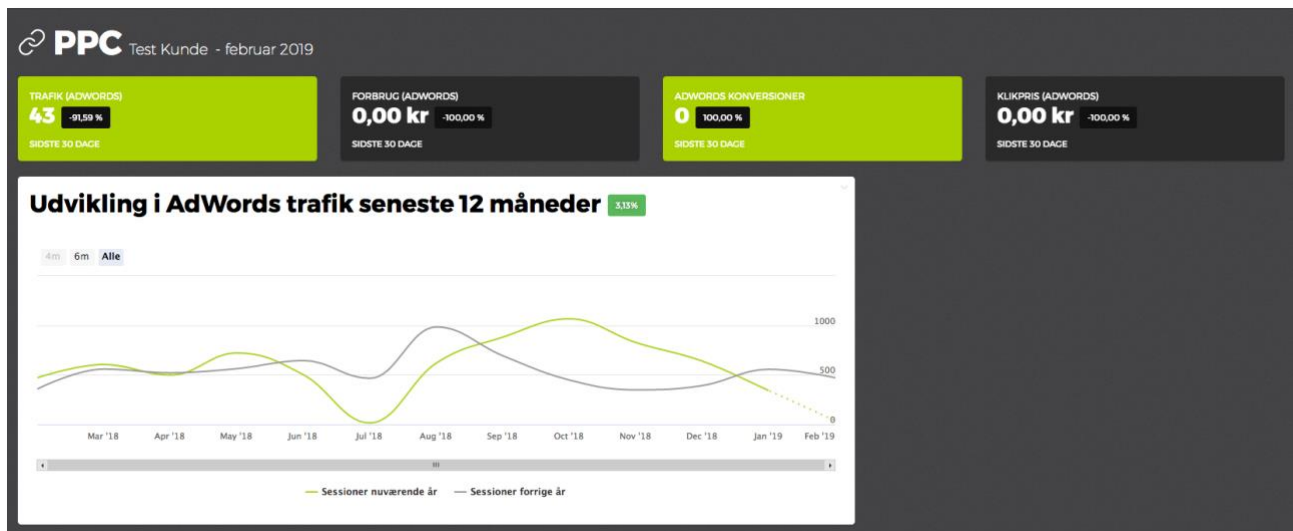 PPC Test Kunde - februar 2019
TRAFIK (ADWORDS)
43 -91,59 %
SIDSTE 30 DAGE
FORBRUG (ADWORDS)
0,00 kr -100,00 %
SIDSTE 30 DAGE
ADWORDS KONVERSIONER
0 100,00 %
SIDSTE 30 DAGE
KLIKPRIS (ADWORDS)
0,00 kr -100,00 %
SIDSTE 30 DAGE
Udvikling i AdWords trafik seneste 12 måneder 3,13%
4m 6m Alle
1000
500
0
Mar '18 Apr '18 May '18 Jun '18 Jul '18 Aug '18 Sep '18 Oct '18 Nov '18 Dec '18 Jan '19 Feb '19
Sessioner nuværende år Sessioner forrige år